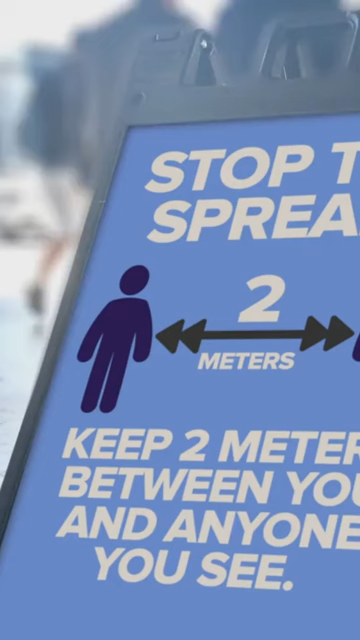 STOP T
SPREA
2
METERS
KEEP 2 METER
BETWEEN YOU
AND ANYONE
YOU SEE.